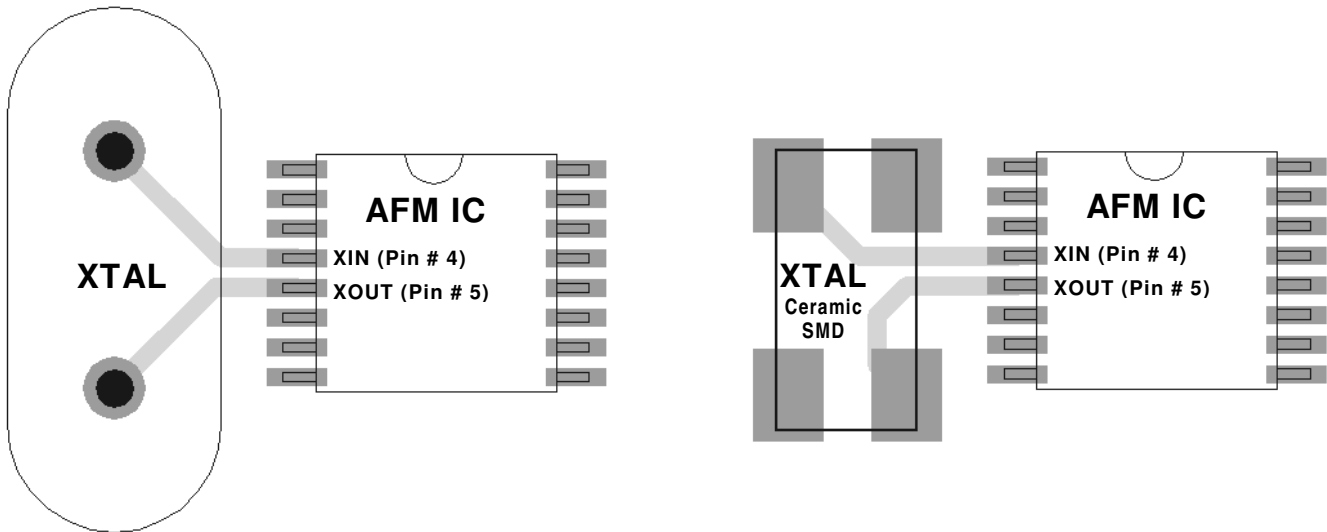 XTAL
AFM IC
XIN (Pin # 4)
XOUT (Pin # 5)
XTAL
Ceramic
SMD
AFM IC
XIN (Pin # 4)
XOUT (Pin # 5)